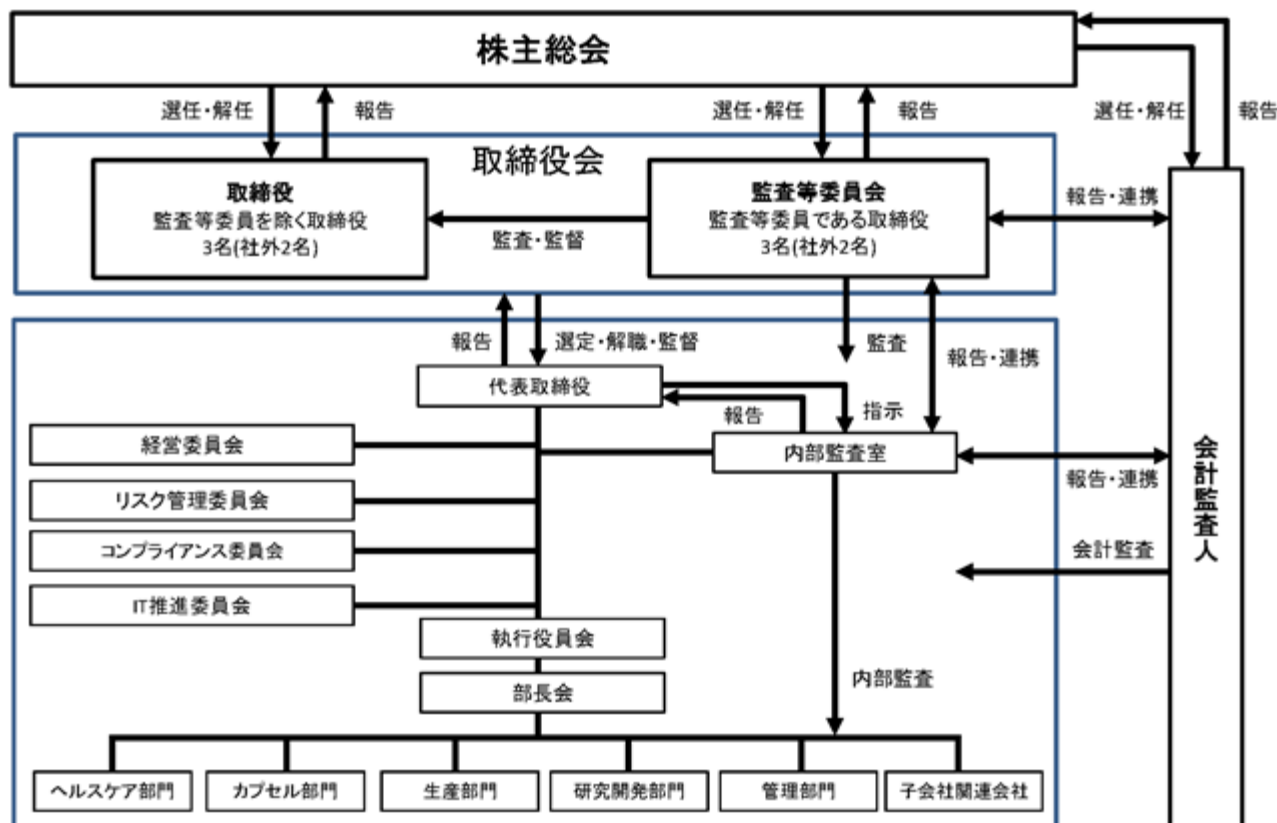 株主総会
選任・解任
報告
選任・解任
報告
選任・解任
報告
取締役会
取締役
監査等委員を除く取締役
3名(社外2名)
監査・監督
監査等委員会
監査等委員である取締役
3名(社外2名)
報告・連携
報告
選定・解職・監督
監査
報告・連携
代表取締役
報告
指示
経営委員会
内部監査室
リスク管理委員会
報告・連携
会計監査人
コンプライアンス委員会
会計監査
IT推進委員会
執行役員会
部長会
内部監査
ヘルスケア部門
カプセル部門
生産部門
研究開発部門
管理部門
子会社関連会社